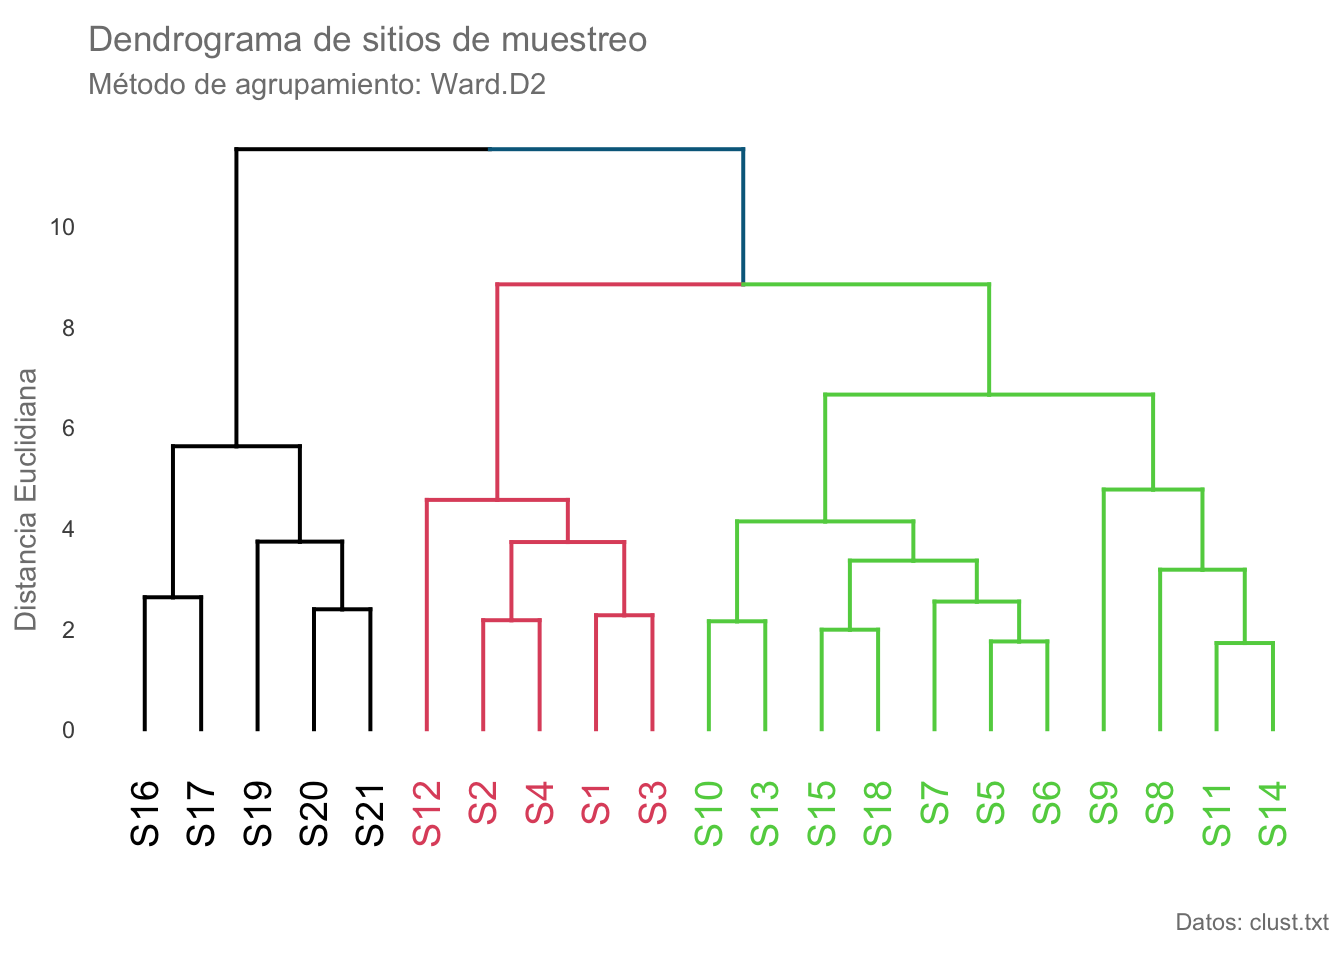 Dendrograma de sitios de muestreo
Método de agrupamiento: Ward.D2
Distancia Euclidiana
10
8
6
4
2
0
S16 S17 S19 S20 S21 S12 S2 S4 S1 S3 S10 S13 S15 S18 S7 S5 S6 S9 S8 S11 S14
Datos: clust.txt